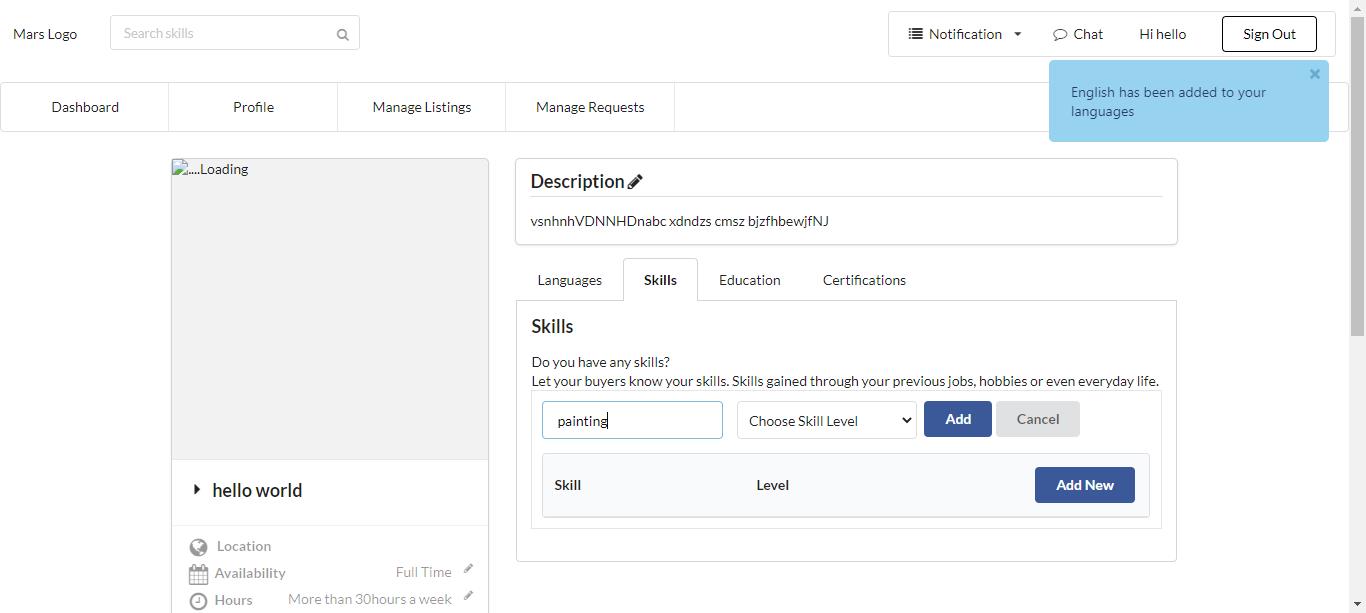 Mars Logo
Search skills
Notification
Chat
Hi hello
Sign Out
English has been added to your
languages
Dashboard
Profile
Manage Listings
Manage Requests
....Loading
hello world
Location
Availability
Full Time
Hours
More than 30hours a week
Description
vsnhnhVDNNHDnabc xdndzs cmsz bjzfhbewjfNJ
Languages
Skills
Education
Certifications
Skills
Do you have any skills?
Let your buyers know your skills. Skills gained through your previous jobs, hobbies or even everyday life.
painting
Choose Skill Level
Add
Cancel
Skill
Level
Add New